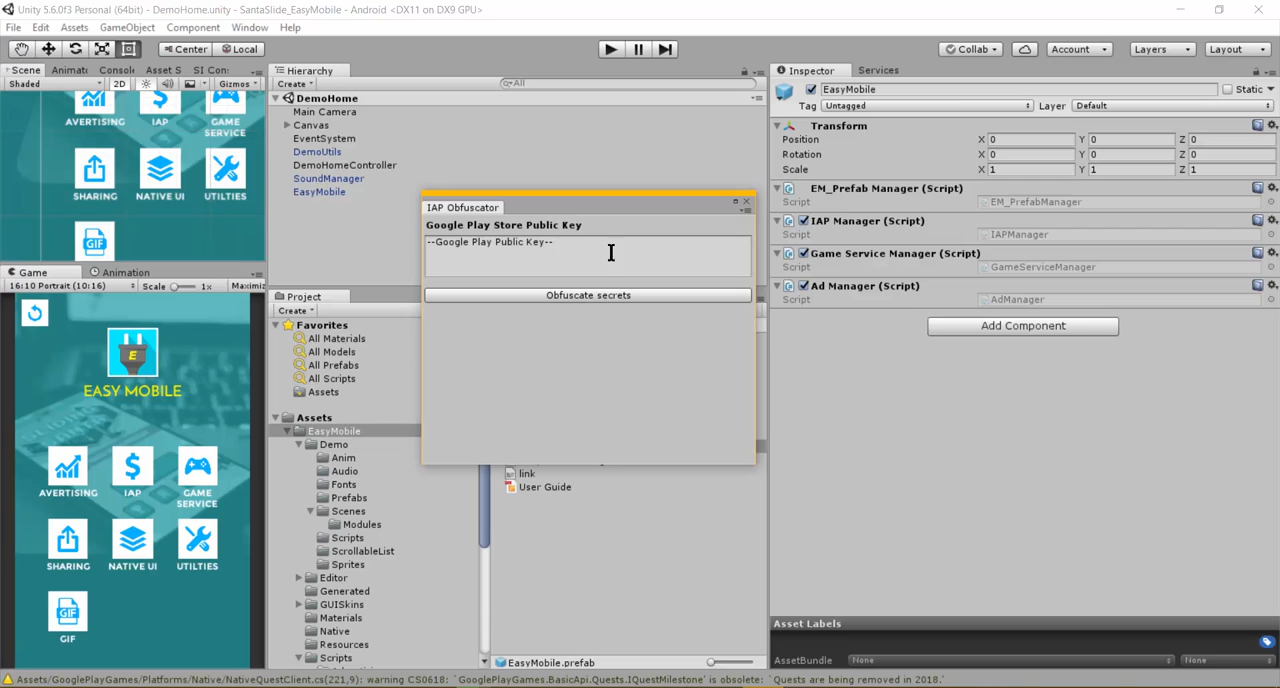 Unity 5.6.0f3 Personal (64bit) - DemoHome.unity - SantaSlide_EasyMobile - Android <DX11 on DX9 GPU>
File Edit Assets GameObject Component Window Help
Center Local Collab Account Layers Layout
Scene Animat Consol Asset S SI Con:
Shaded 2D Gizmos
AVERTISING IAP GAME SERVICE
SHARING NATIVE UI UTILTIES
Hierarchy
Create All
DemoHome
Main Camera
Canvas
EventSystem
DemoUtils
DemoHomeController
SoundManager
EasyMobile
Game Animation
16:10 Portrait (10:16) Scale 1x Maximiz
EASY MOBILE
AVERTISING IAP GAME SERVICE
SHARING NATIVE UI UTILTIES
GIF
Project
Create
Favorites
All Materials
All Models
All Prefabs
All Scripts
Assets
Assets
EasyMobile
Demo
Anim
Audio
Fonts
Prefabs
Scenes
Modules
Scripts
ScrollableList
Sprites
Editor
Generated
GUISkins
Materials
Native
Resources
Scripts
link
User Guide
EasyMobile.prefab
IAP Obfuscator
Google Play Store Public Key
--Google Play Public Key--
Obfuscate secrets
Inspector Services
EasyMobile Static
Tag Untagged Layer Default
Transform
Position X 0 Y 0 Z 0
Rotation X 0 Y 0 Z 0
Scale X 1 Y 1 Z 1
EM_Prefab Manager (Script)
Script EM_PrefabManager
IAP Manager (Script)
Script IAPManager
Game Service Manager (Script)
Script GameServiceManager
Ad Manager (Script)
Script AdManager
Add Component
Asset Labels
AssetBundle None None
Assets/GooglePlayGames/Platforms/Native/NativeQuestClient.cs(221,9): warning CS0618: `GooglePlayGames.BasicApi.Quests.IQuestMilestone' is obsolete: `Quests are being removed in 2018.'